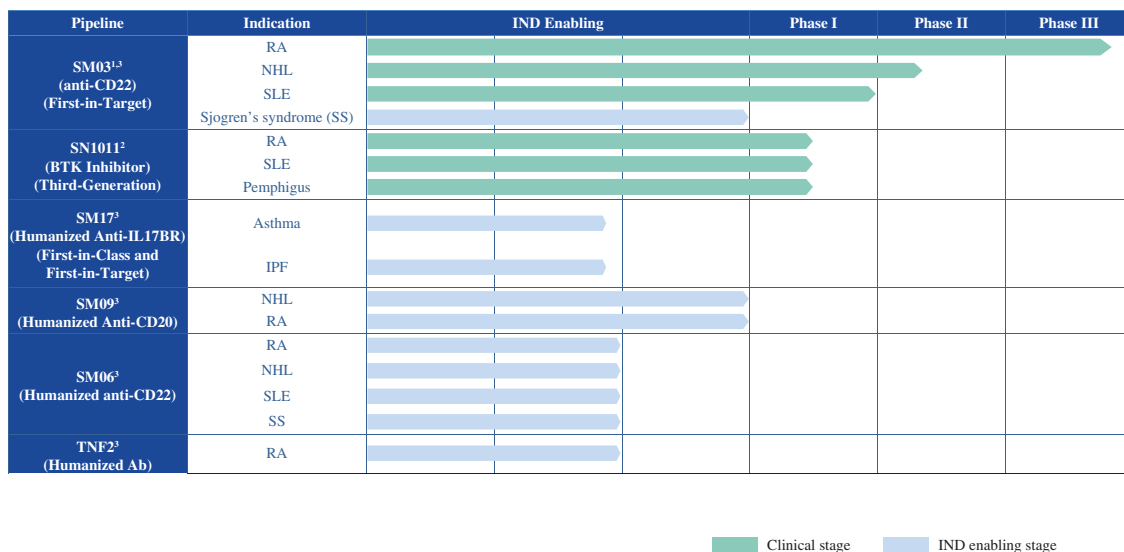 Pipeline Indication IND Enabling Phase I Phase II Phase III
SM03¹,³
(anti-CD22)
(First-in-Target)
RA
NHL
SLE
Sjogren’s syndrome (SS)
SN1011²
(BTK Inhibitor)
(Third-Generation)
RA
SLE
Pemphigus
SM17³
(Humanized Anti-IL17BR)
(First-in-Class and
First-in-Target)
Asthma
IPF
SM09³
(Humanized Anti-CD20)
NHL
RA
SM06³
(Humanized anti-CD22)
RA
NHL
SLE
SS
TNF2³
(Humanized Ab)
RA
Clinical stage IND enabling stage